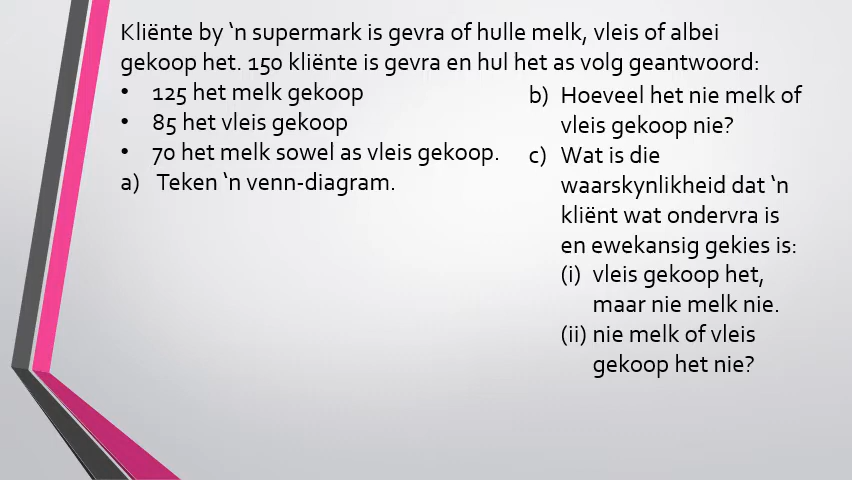 Kliënte by ‘n supermark is gevra of hulle melk, vleis of albei
gekoop het. 150 kliënte is gevra en hul het as volg geantwoord:
• 125 het melk gekoop
• 85 het vleis gekoop
• 70 het melk sowel as vleis gekoop.
a) Teken ‘n venn-diagram.
b) Hoeveel het nie melk of
vleis gekoop nie?
c) Wat is die
waarskynlikheid dat ‘n
kliënt wat ondervra is
en ewekansig gekies is:
(i) vleis gekoop het,
maar nie melk nie.
(ii) nie melk of vleis
gekoop het nie?